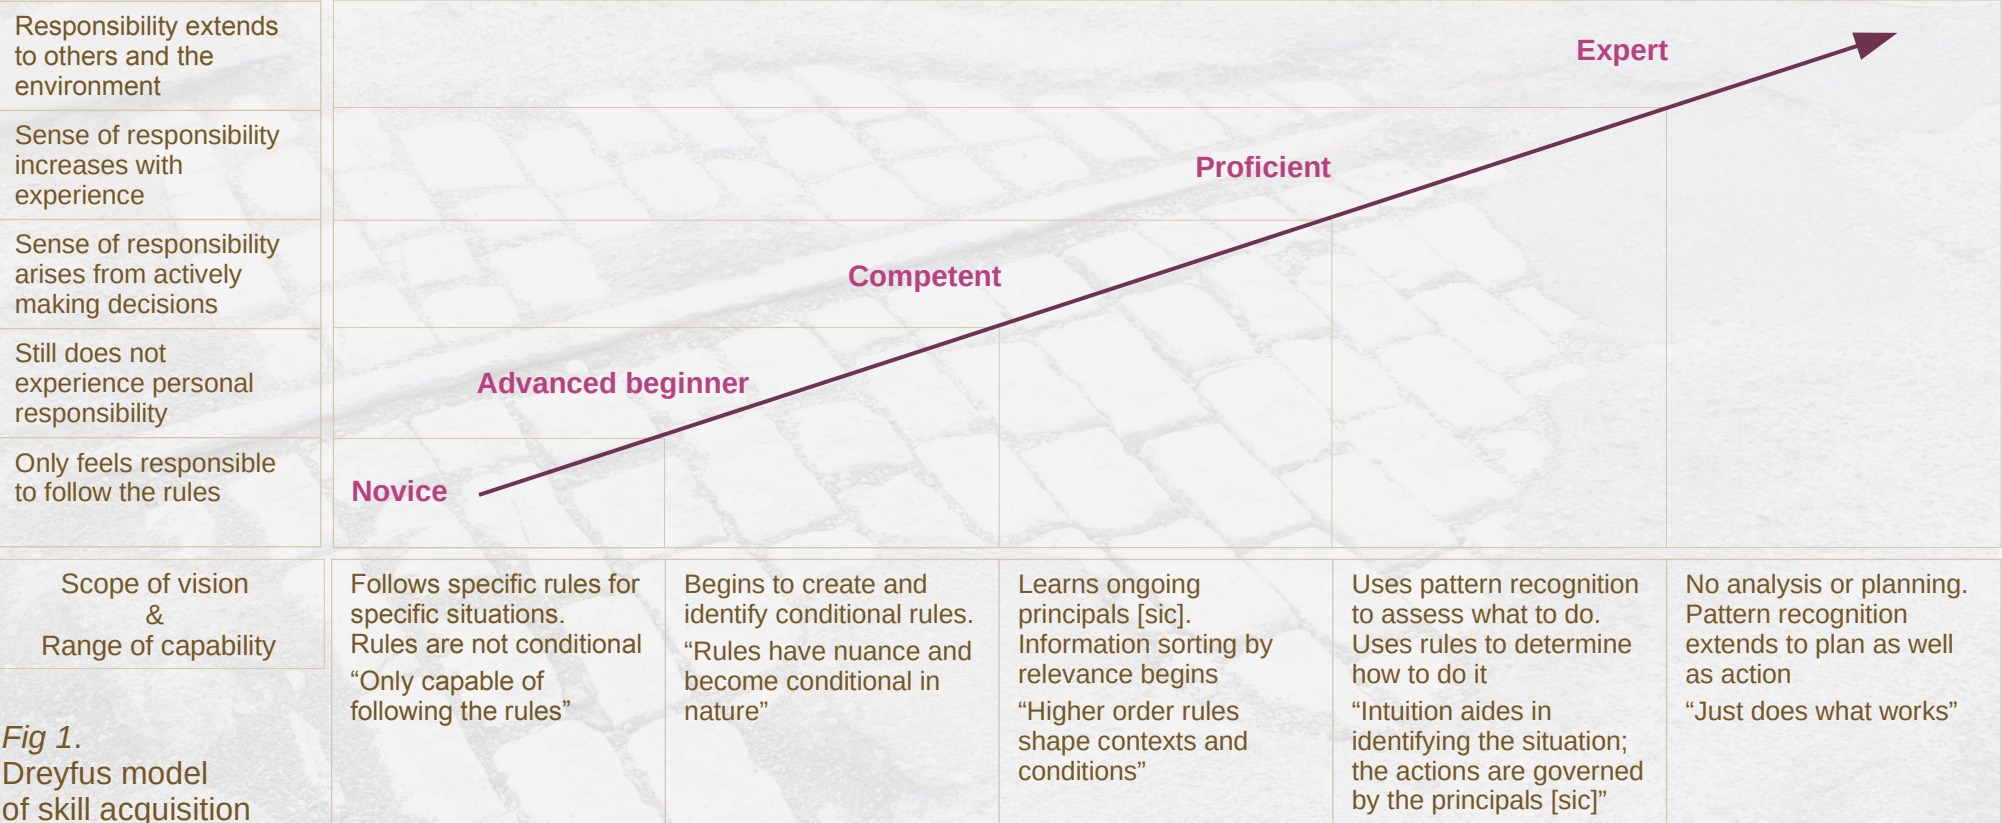 Responsibility extends
to others and the
environment
Expert
Sense of responsibility
increases with
experience
Proficient
Sense of responsibility
arises from actively
making decisions
Competent
Still does not
experience personal
responsibility
Advanced beginner
Only feels responsible
to follow the rules
Novice
Scope of vision
&
Range of capability
Follows specific rules for
specific situations.
Rules are not conditional
“Only capable of
following the rules”
Begins to create and
identify conditional rules.
“Rules have nuance and
become conditional in
nature”
Learns ongoing
principals [sic].
Information sorting by
relevance begins
“Higher order rules
shape contexts and
conditions”
Uses pattern recognition
to assess what to do.
Uses rules to determine
how to do it
“Intuition aides in
identifying the situation;
the actions are governed
by the principals [sic]”
No analysis or planning.
Pattern recognition
extends to plan as well
as action
“Just does what works”
Fig 1.
Dreyfus model
of skill acquisition